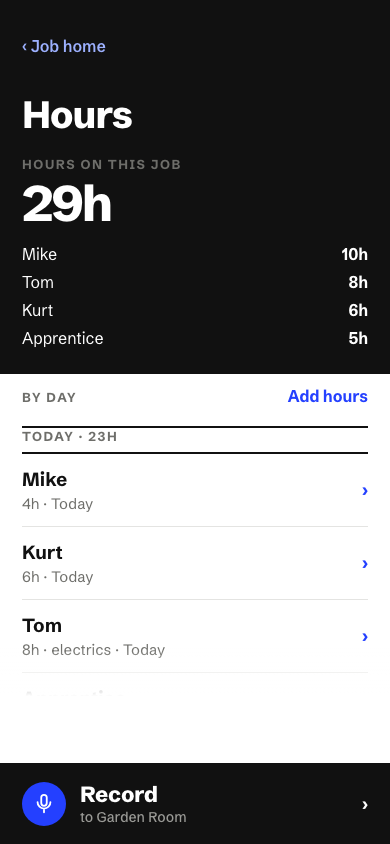 ‹ Job home
Hours
HOURS ON THIS JOB
29h
Mike 10h
Tom 8h
Kurt 6h
Apprentice 5h
BY DAY Add hours
TODAY · 23H
Mike
4h · Today ›
Kurt
6h · Today ›
Tom
8h · electrics · Today ›
Record
to Garden Room ›